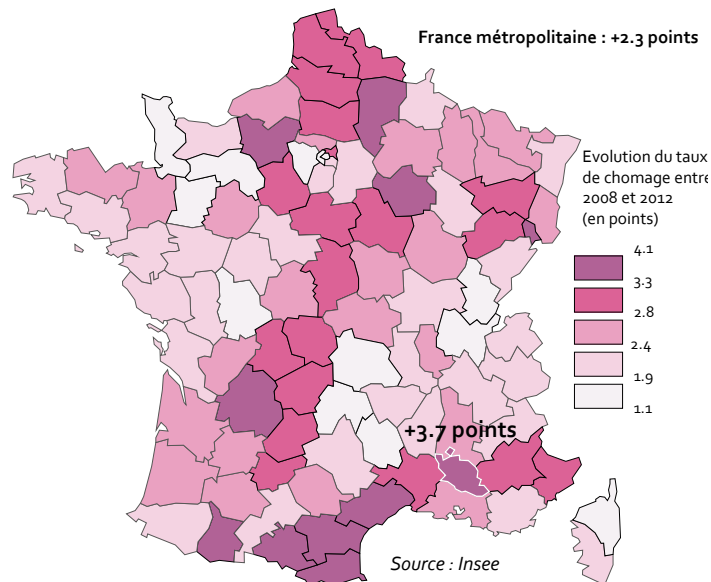 France métropolitaine : +2.3 points
Evolution du taux
de chomage entre
2008 et 2012
(en points)
4.1
3.3
2.8
2.4
1.9
1.1
+3.7 points
Source : Insee